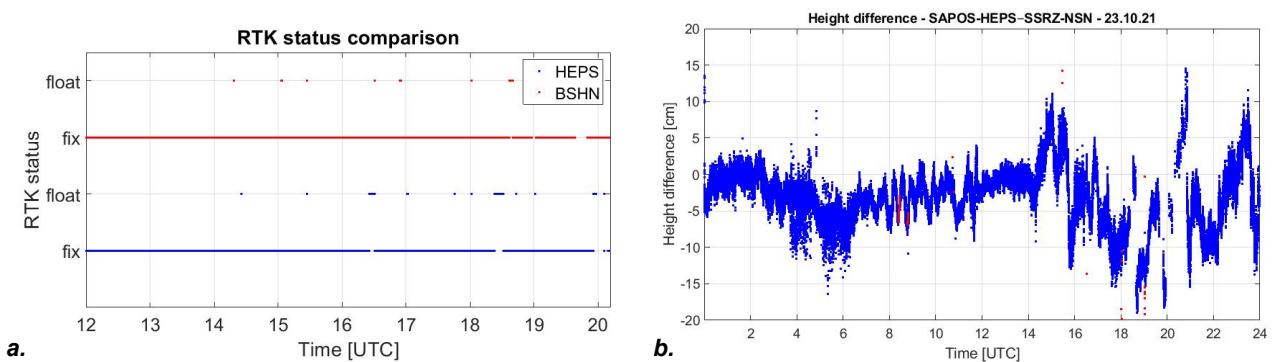 RTK status comparison
float
fix
float
fix
RTK status
HEPS
BSHN
12 13 14 15 16 17 18 19 20
Time [UTC]
a.
Height difference - SAPOS-HEPS–SSRZ-NSN - 23.10.21
20
15
10
5
0
-5
-10
-15
-20
Height difference [cm]
2 4 6 8 10 12 14 16 18 20 22 24
Time [UTC]
b.